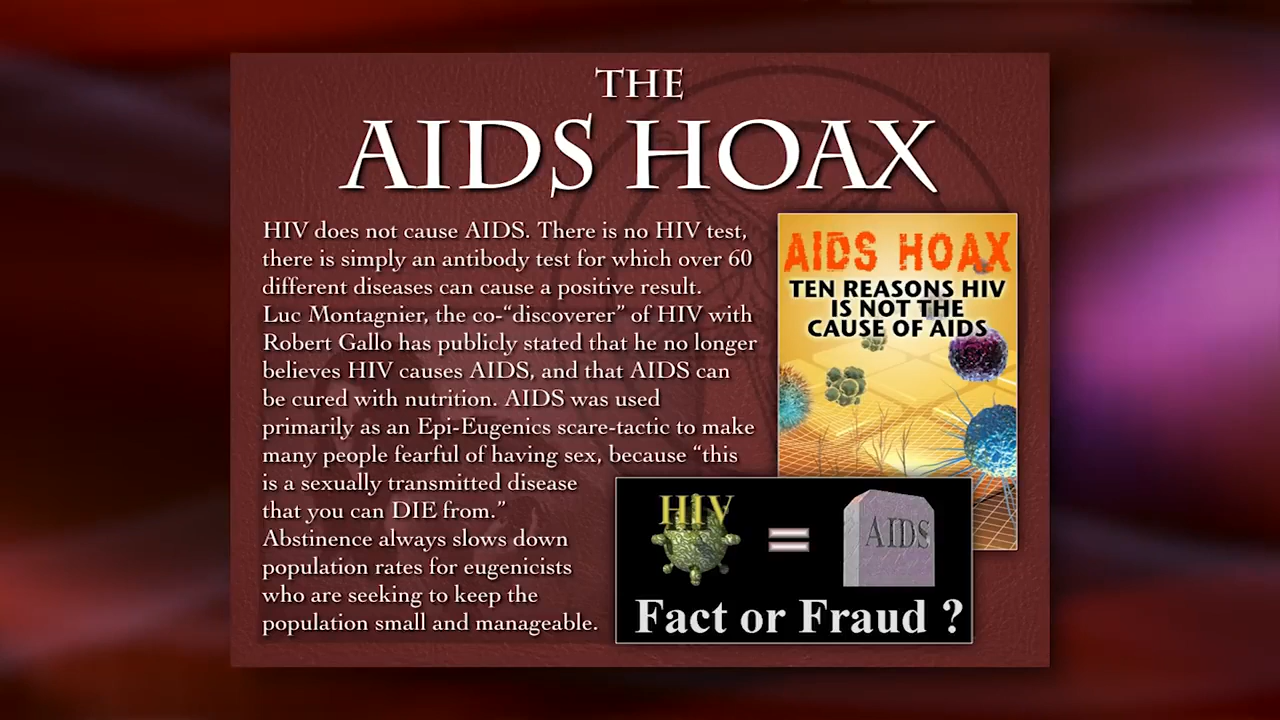 THE
AIDS HOAX
HIV does not cause AIDS. There is no HIV test,
there is simply an antibody test for which over 60
different diseases can cause a positive result.
Luc Montagnier, the co-“discoverer” of HIV with
Robert Gallo has publicly stated that he no longer
believes HIV causes AIDS, and that AIDS can
be cured with nutrition. AIDS was used
primarily as an Epi-Eugenics scare-tactic to make
many people fearful of having sex, because “this
is a sexually transmitted disease
that you can DIE from.”
Abstinence always slows down
population rates for eugenicists
who are seeking to keep the
population small and manageable.
AIDS HOAX
TEN REASONS HIV
IS NOT THE
CAUSE OF AIDS
HIV = AIDS
Fact or Fraud ?